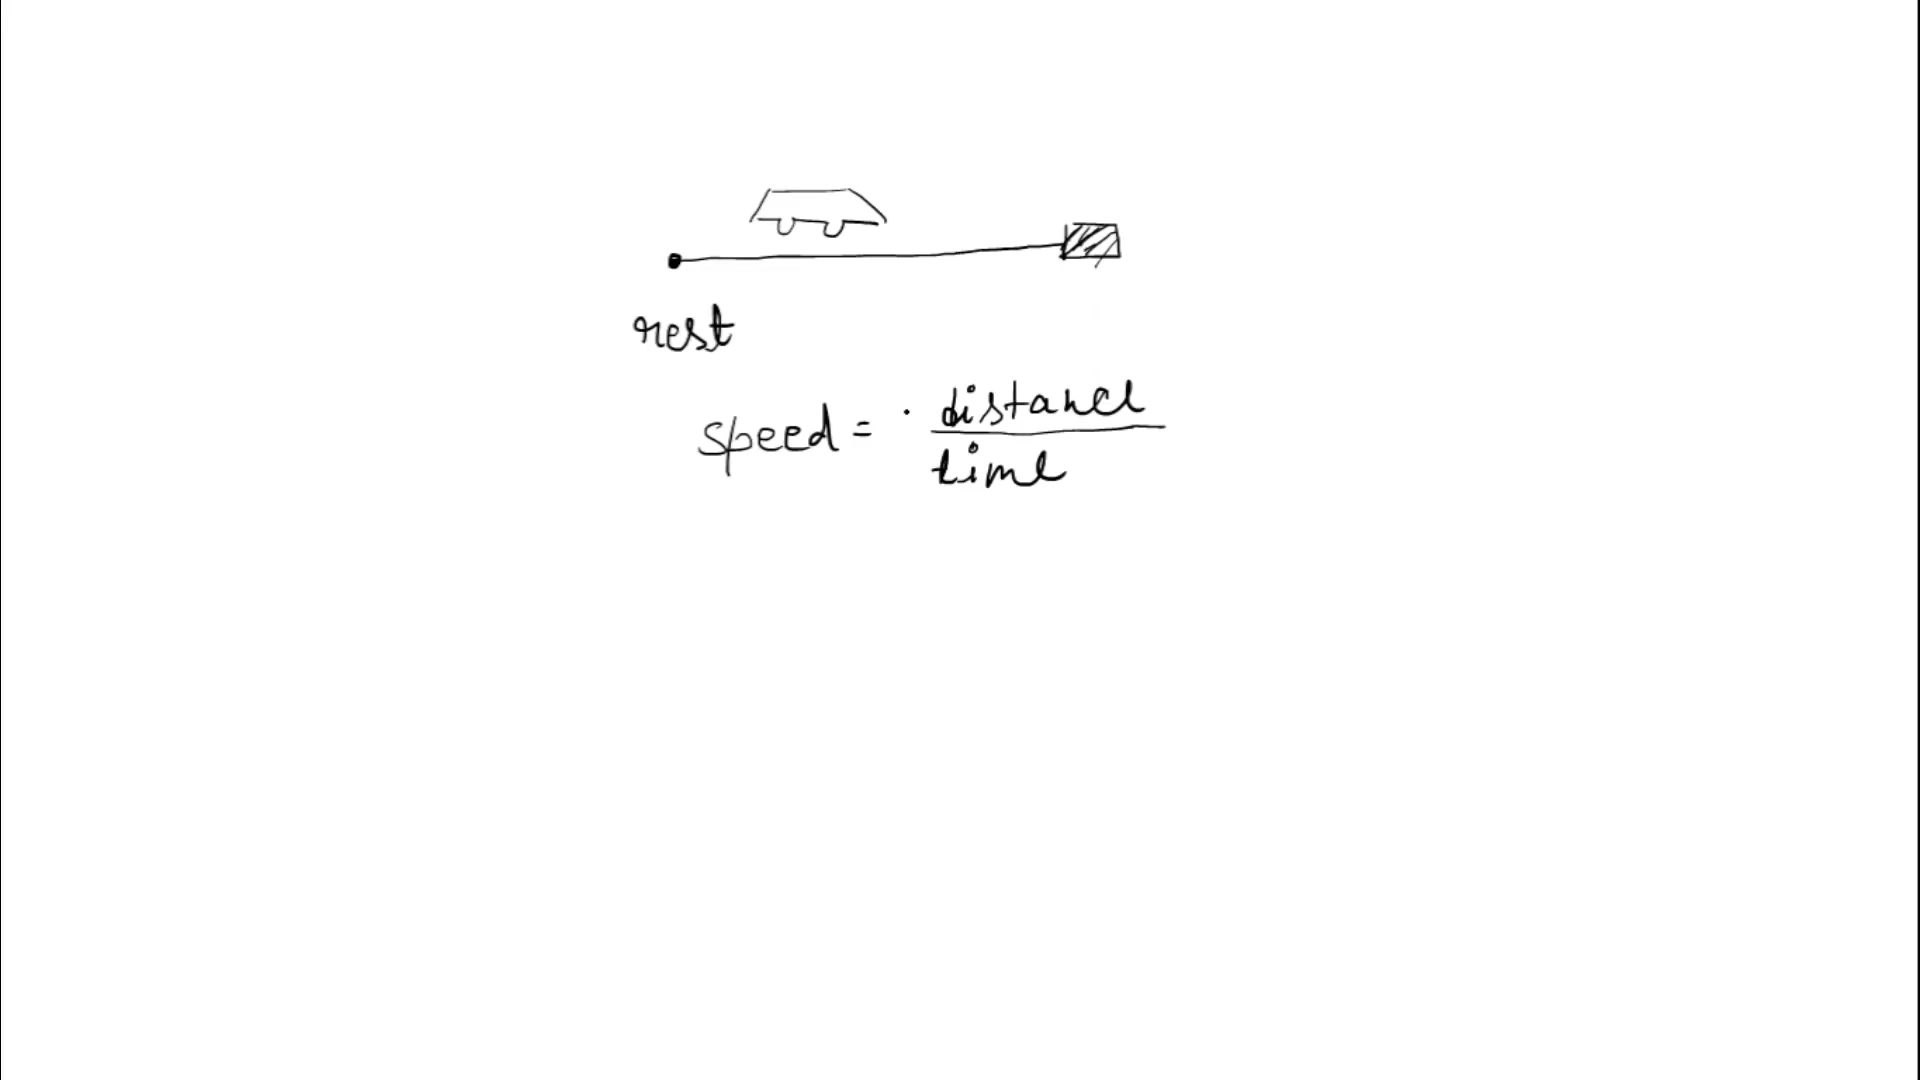 rest
speed = distance
time